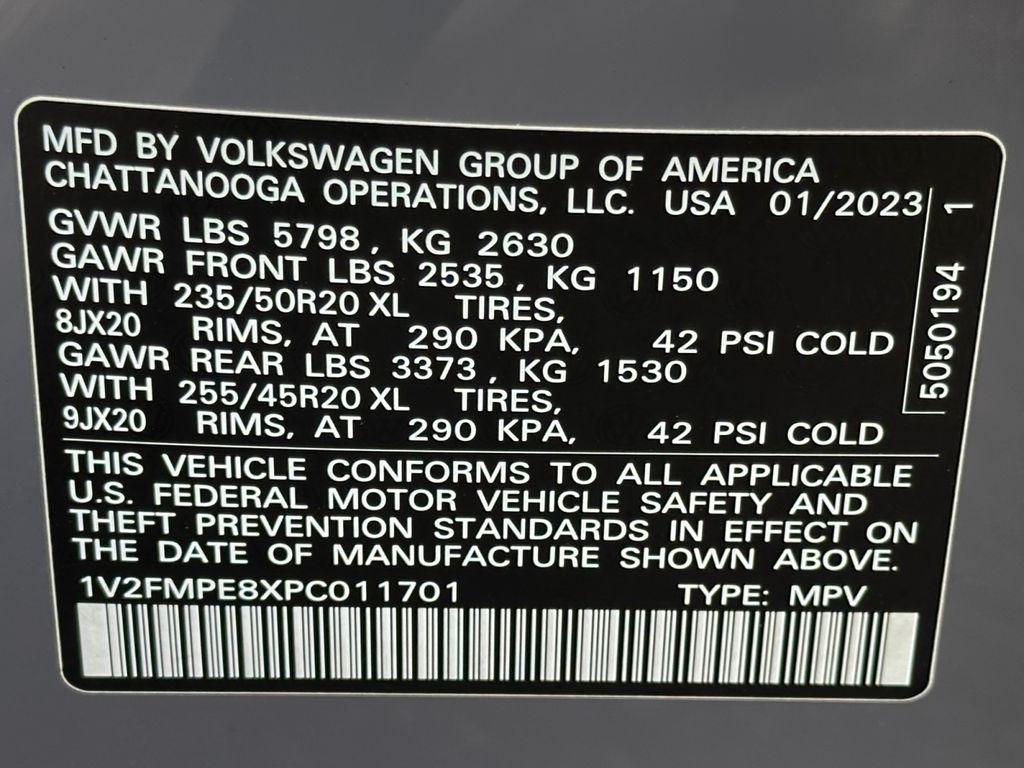 MFD BY VOLKSWAGEN GROUP OF AMERICA
CHATTANOOGA OPERATIONS, LLC. USA 01/2023
GVWR LBS 5798, KG 2630
GAWR FRONT LBS 2535, KG 1150
WITH 235/50R20 XL TIRES,
8JX20 RIMS, AT 290 KPA, 42 PSI COLD
GAWR REAR LBS 3373, KG 1530
WITH 255/45R20 XL TIRES,
9JX20 RIMS, AT 290 KPA, 42 PSI COLD
5050194 1
THIS VEHICLE CONFORMS TO ALL APPLICABLE
U.S. FEDERAL MOTOR VEHICLE SAFETY AND
THEFT PREVENTION STANDARDS IN EFFECT ON
THE DATE OF MANUFACTURE SHOWN ABOVE.
1V2FMPE8XPC011701 TYPE: MPV